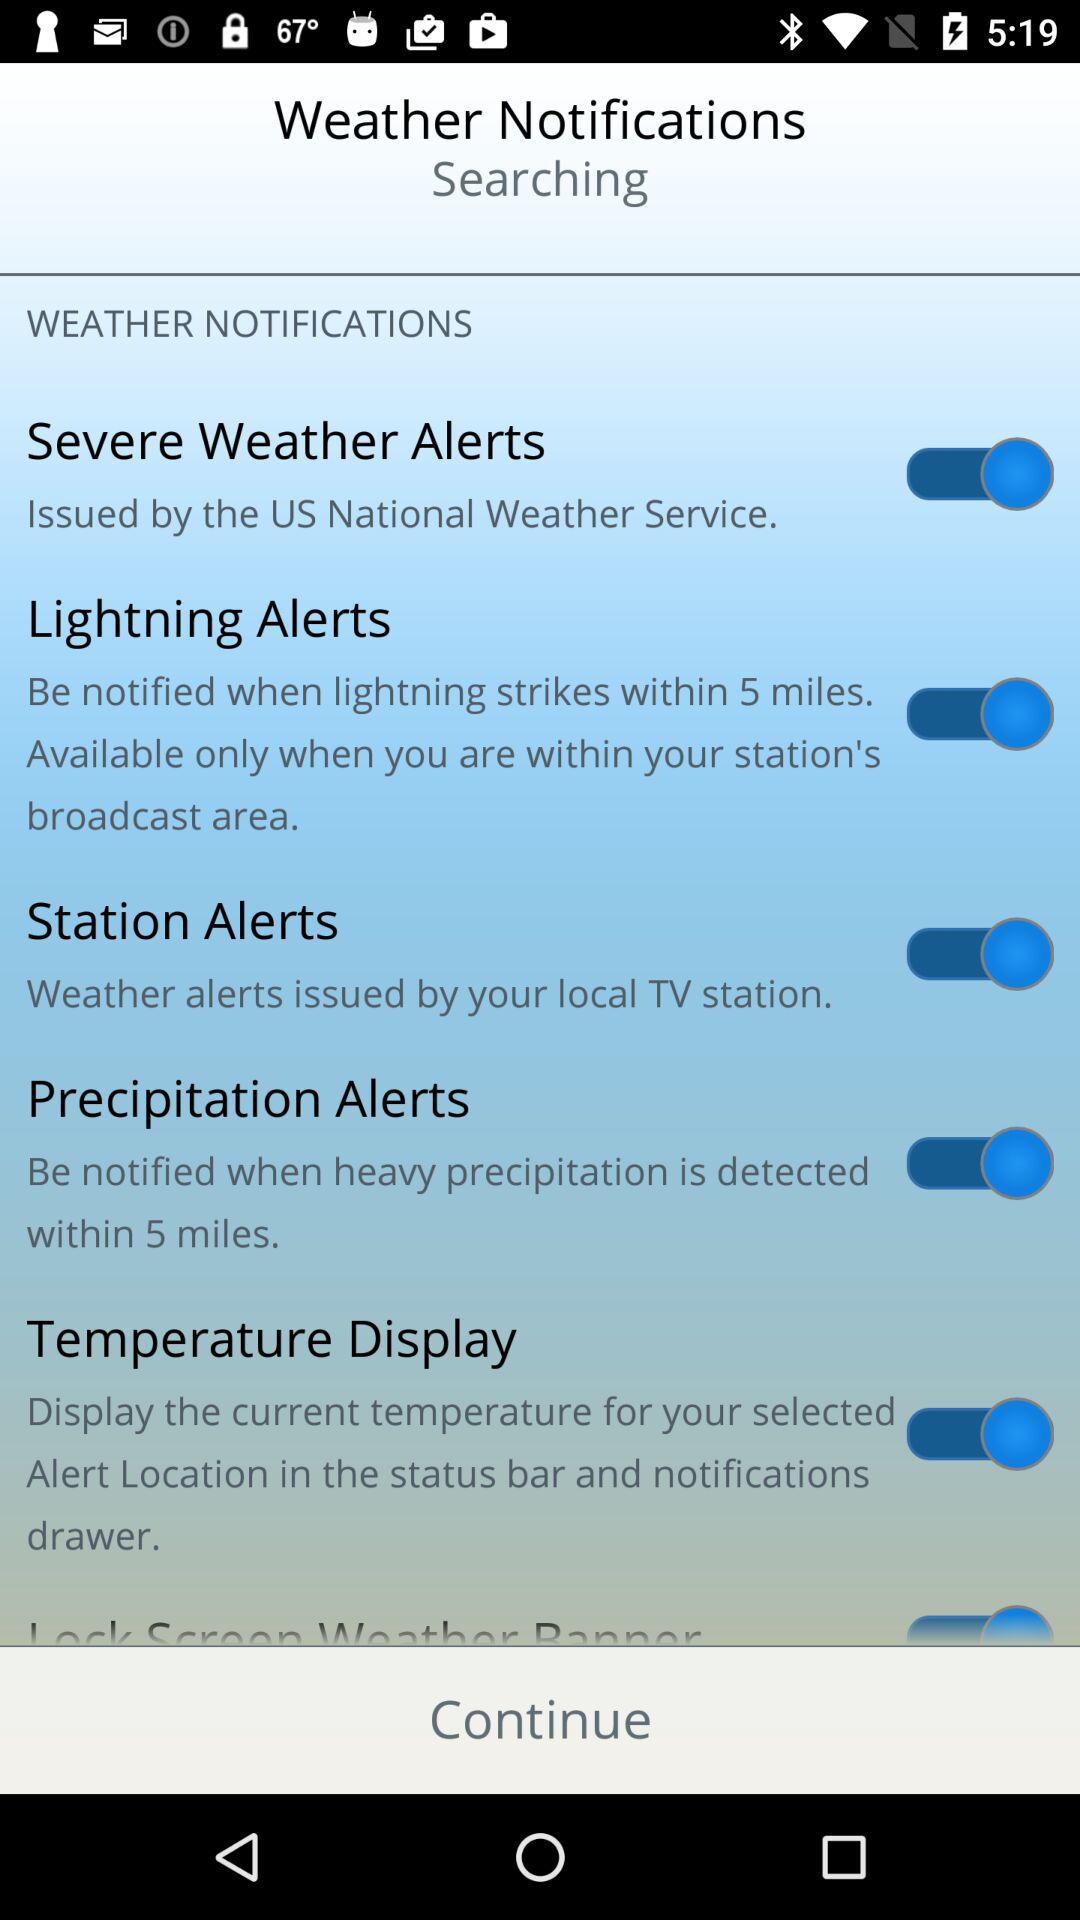 67° 5:19
Weather Notifications
Searching
WEATHER NOTIFICATIONS
Severe Weather Alerts
Issued by the US National Weather Service.
Lightning Alerts
Be notified when lightning strikes within 5 miles.
Available only when you are within your station's
broadcast area.
Station Alerts
Weather alerts issued by your local TV station.
Precipitation Alerts
Be notified when heavy precipitation is detected
within 5 miles.
Temperature Display
Display the current temperature for your selected
Alert Location in the status bar and notifications
drawer.
Lock Screen Weather Banner
Continue